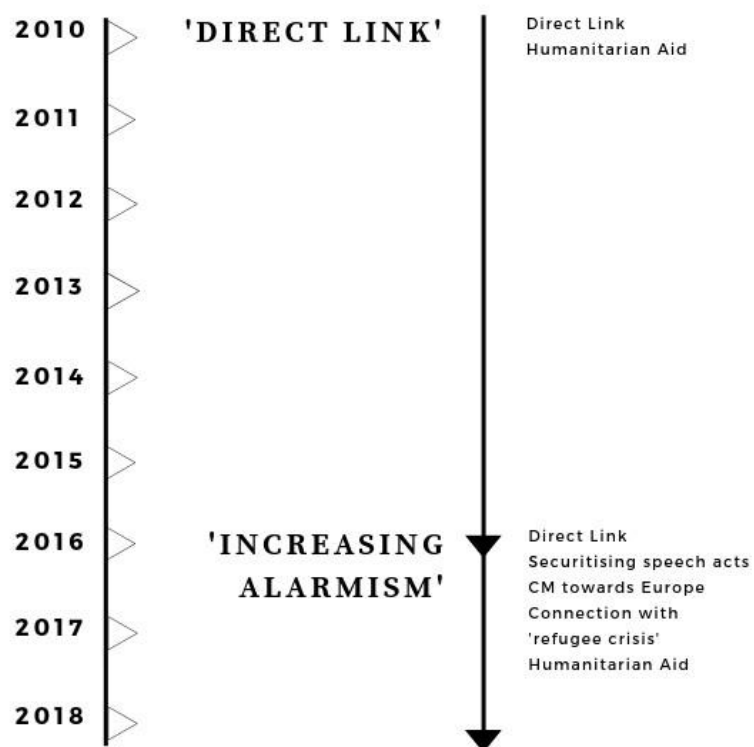 2010
'DIRECT LINK'
Direct Link
Humanitarian Aid
2011
2012
2013
2014
2015
2016
'INCREASING
ALARMISM'
Direct Link
Securitising speech acts
CM towards Europe
Connection with
'refugee crisis'
Humanitarian Aid
2017
2018